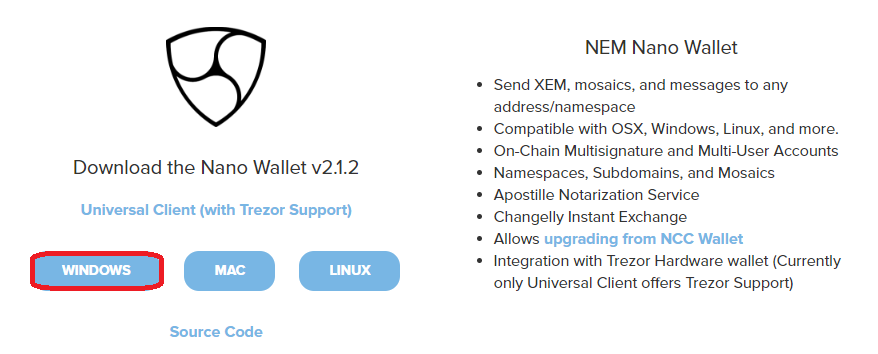 Download the Nano Wallet v2.1.2
Universal Client (with Trezor Support)
WINDOWS
MAC
LINUX
Source Code
NEM Nano Wallet
Send XEM, mosaics, and messages to any
address/namespace
Compatible with OSX, Windows, Linux, and more.
On-Chain Multisignature and Multi-User Accounts
Namespaces, Subdomains, and Mosaics
Apostille Notarization Service
Changelly Instant Exchange
Allows upgrading from NCC Wallet
Integration with Trezor Hardware wallet (Currently
only Universal Client offers Trezor Support)